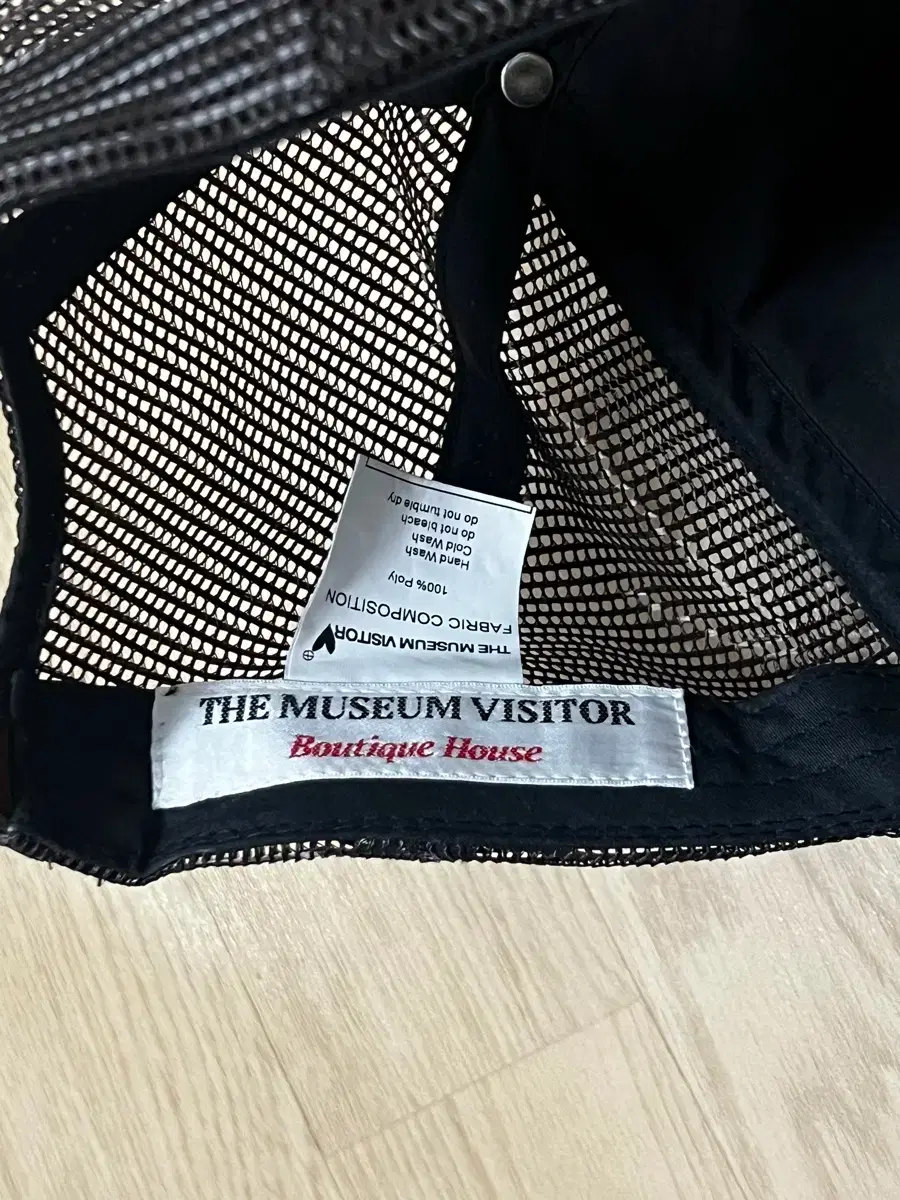 THE MUSEUM VISITOR
Boutique House
THE MUSEUM VISITOR
FABRIC COMPOSITION
100% Poly
Hand Wash
Cold Wash
do not bleach
do not tumble dry